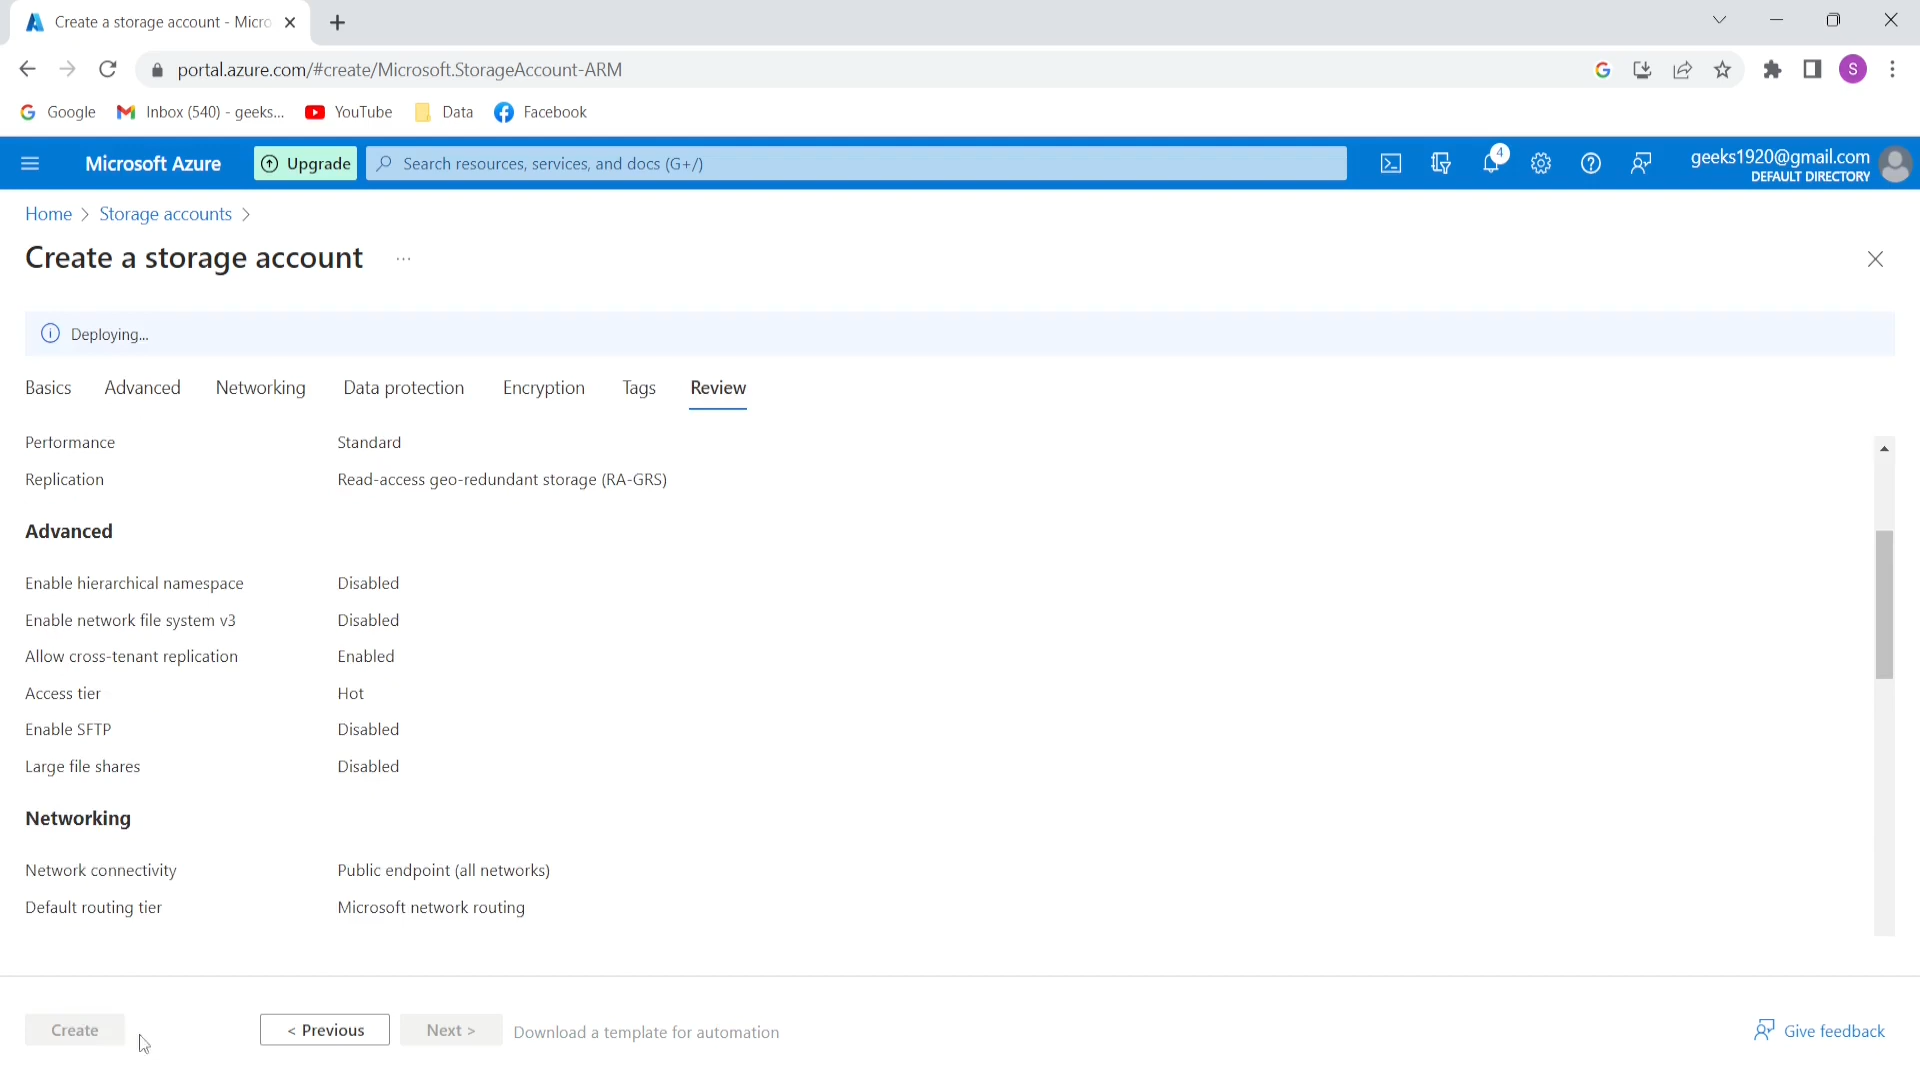 Create a storage account - Micro
portal.azure.com/#create/Microsoft.StorageAccount-ARM
S
Google
Inbox (540) - geeks...
YouTube
Data
Facebook
Microsoft Azure
Upgrade
Search resources, services, and docs (G+/)
4
geeks1920@gmail.com
DEFAULT DIRECTORY
Home > Storage accounts >
Create a storage account ...
Deploying...
Basics Advanced Networking Data protection Encryption Tags Review
Performance Standard
Replication Read-access geo-redundant storage (RA-GRS)
Advanced
Enable hierarchical namespace Disabled
Enable network file system v3 Disabled
Allow cross-tenant replication Enabled
Access tier Hot
Enable SFTP Disabled
Large file shares Disabled
Networking
Network connectivity Public endpoint (all networks)
Default routing tier Microsoft network routing
Create < Previous Next > Download a template for automation Give feedback